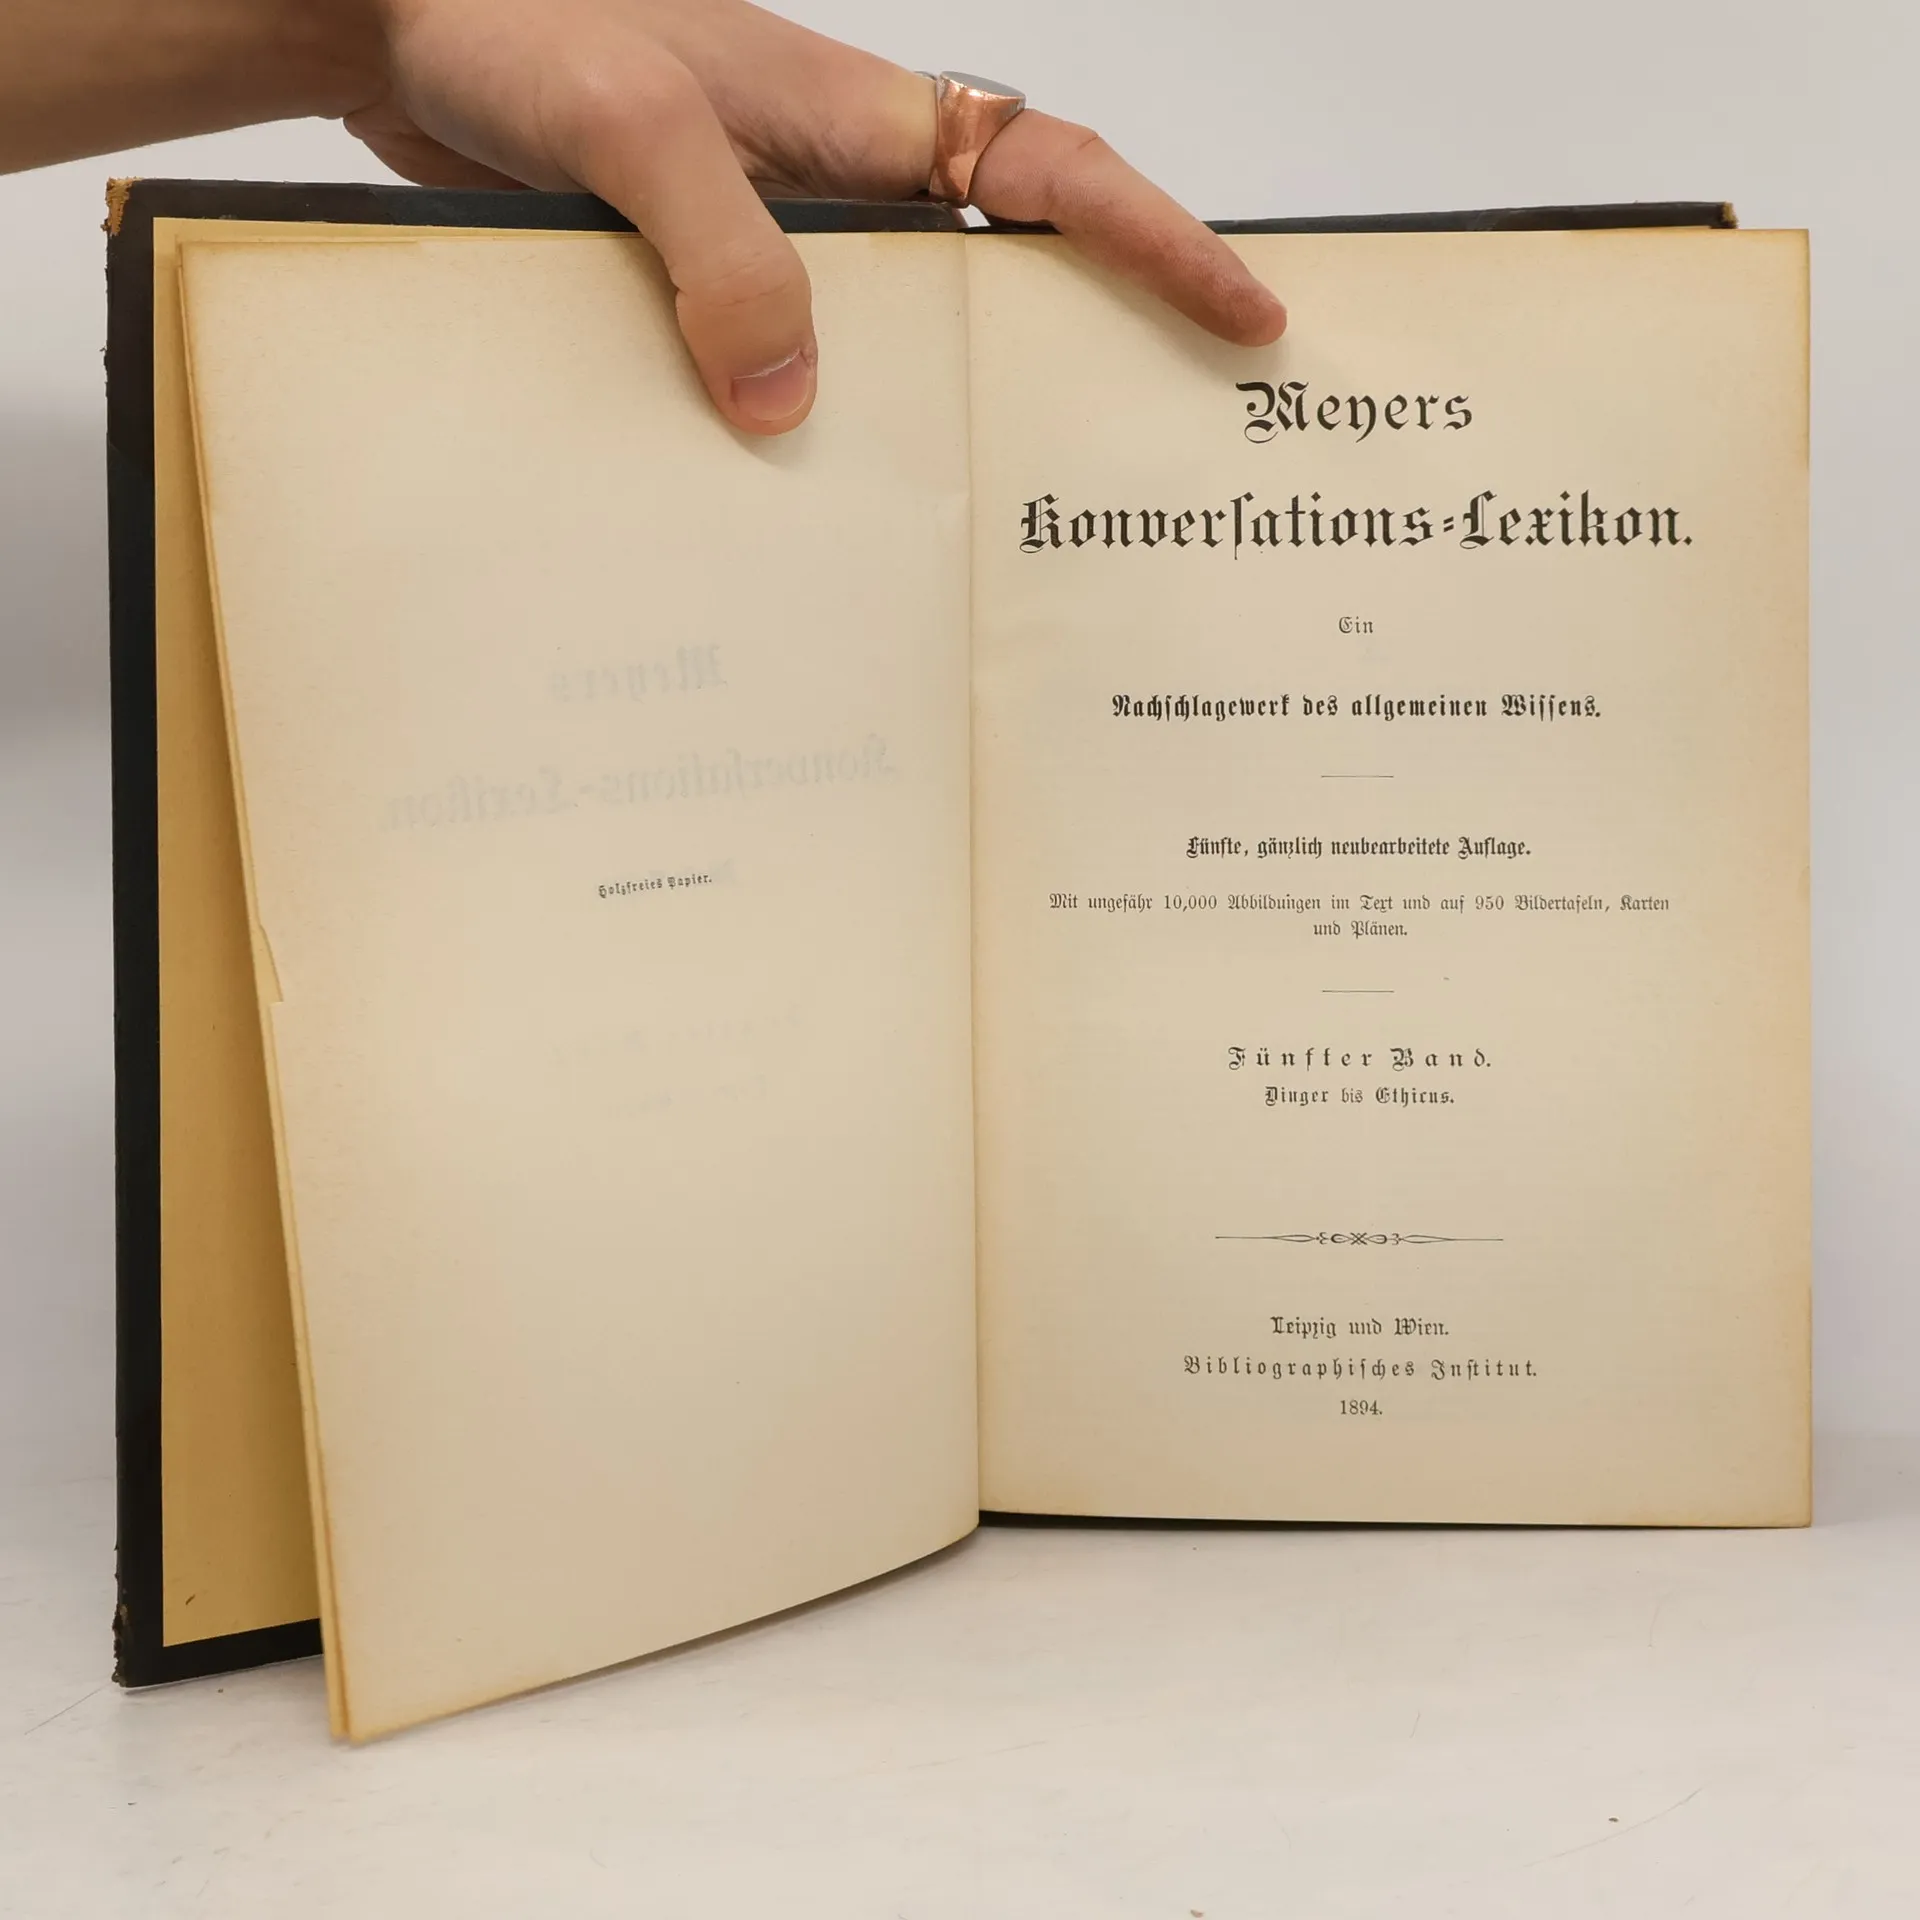 Holzfreies Papier.
Meyers
Konverſations-Lexikon.
Ein
Nachſchlagewerk des allgemeinen Wiſſens.
Fünfte, gänzlich neubearbeitete Auflage.
Mit ungefähr 10,000 Abbildungen im Text und auf 950 Bildertafeln, Karten
und Plänen.
Fünfter Band.
Dinger bis Ethicus.
Leipzig und Wien.
Bibliographiſches Inſtitut.
1894.